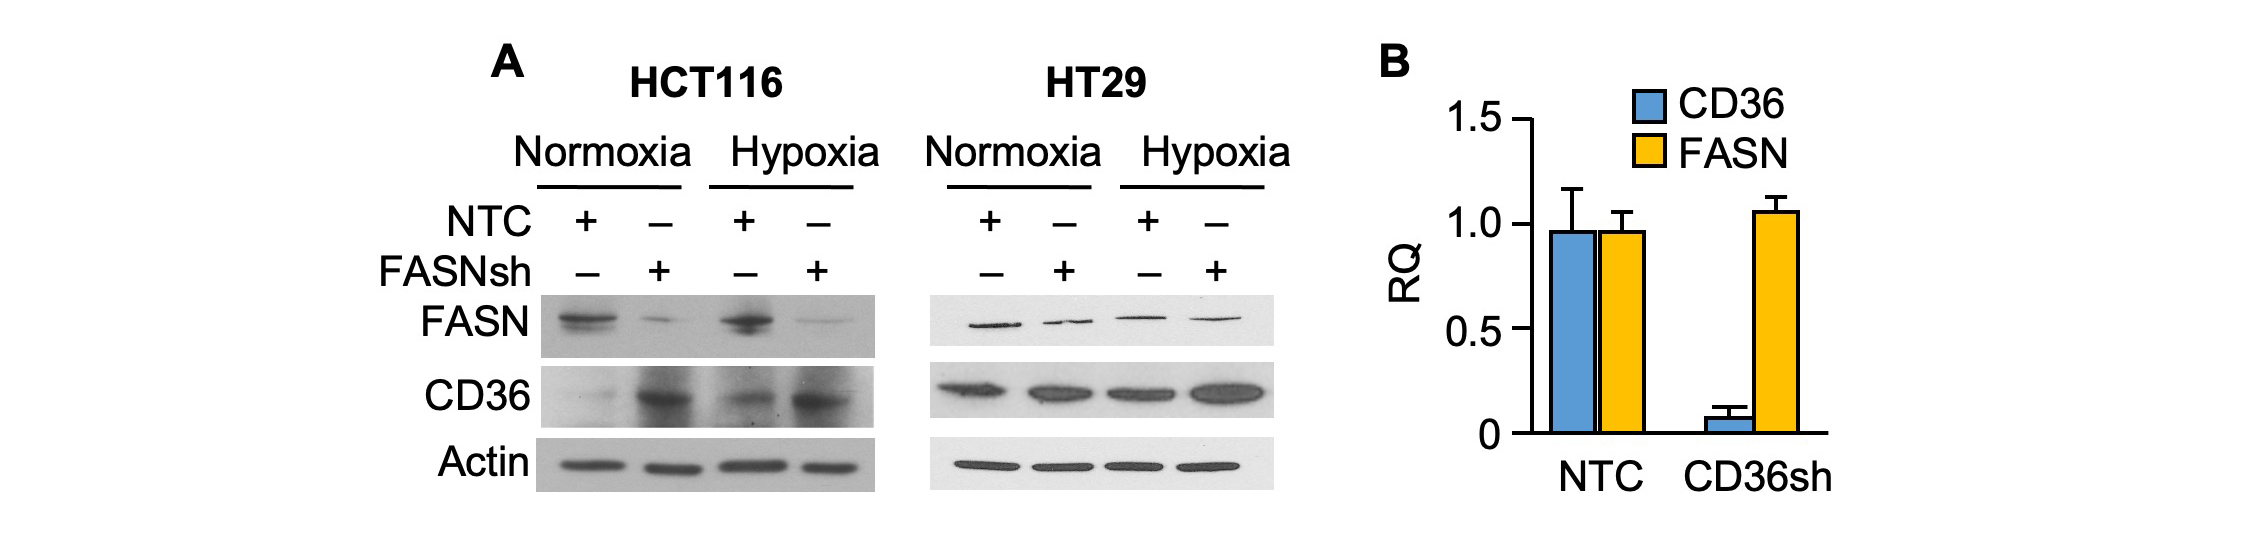 A
HCT116
HT29
Normoxia Hypoxia Normoxia Hypoxia
NTC + – + – + – + –
FASNsh – + – + – + – +
FASN
CD36
Actin
B
CD36
FASN
1.5
1.0
0.5
0
RQ
NTC CD36sh